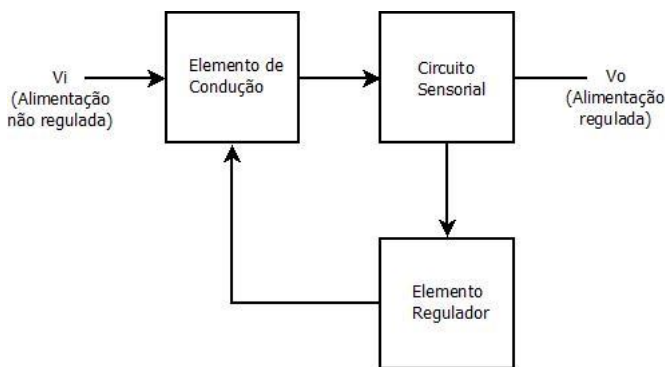 Vi
(Alimentação
não regulada)
Elemento de
Condução
Circuito
Sensorial
Vo
(Alimentação
regulada)
Elemento
Regulador